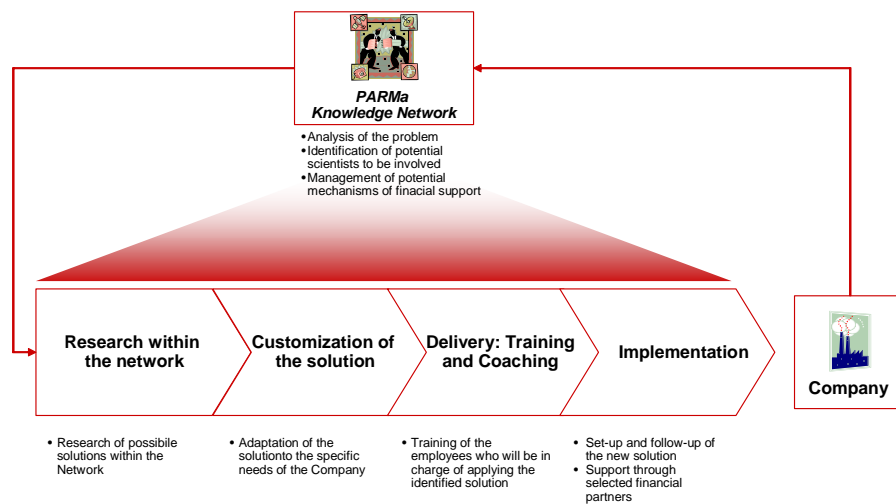 PARMa
Knowledge Network
•Analysis of the problem
•Identification of potential
scientists to be involved
•Management of potential
mechanisms of finacial support
Research within
the network
Customization of
the solution
Delivery: Training
and Coaching
Implementation
Company
• Research of possibile
solutions within the
Network
• Adaptation of the
solutionto the specific
needs of the Company
• Training of the
employees who will be in
charge of applying the
identified solution
• Set-up and follow-up of
the new solution
• Support through
selected financial
partners